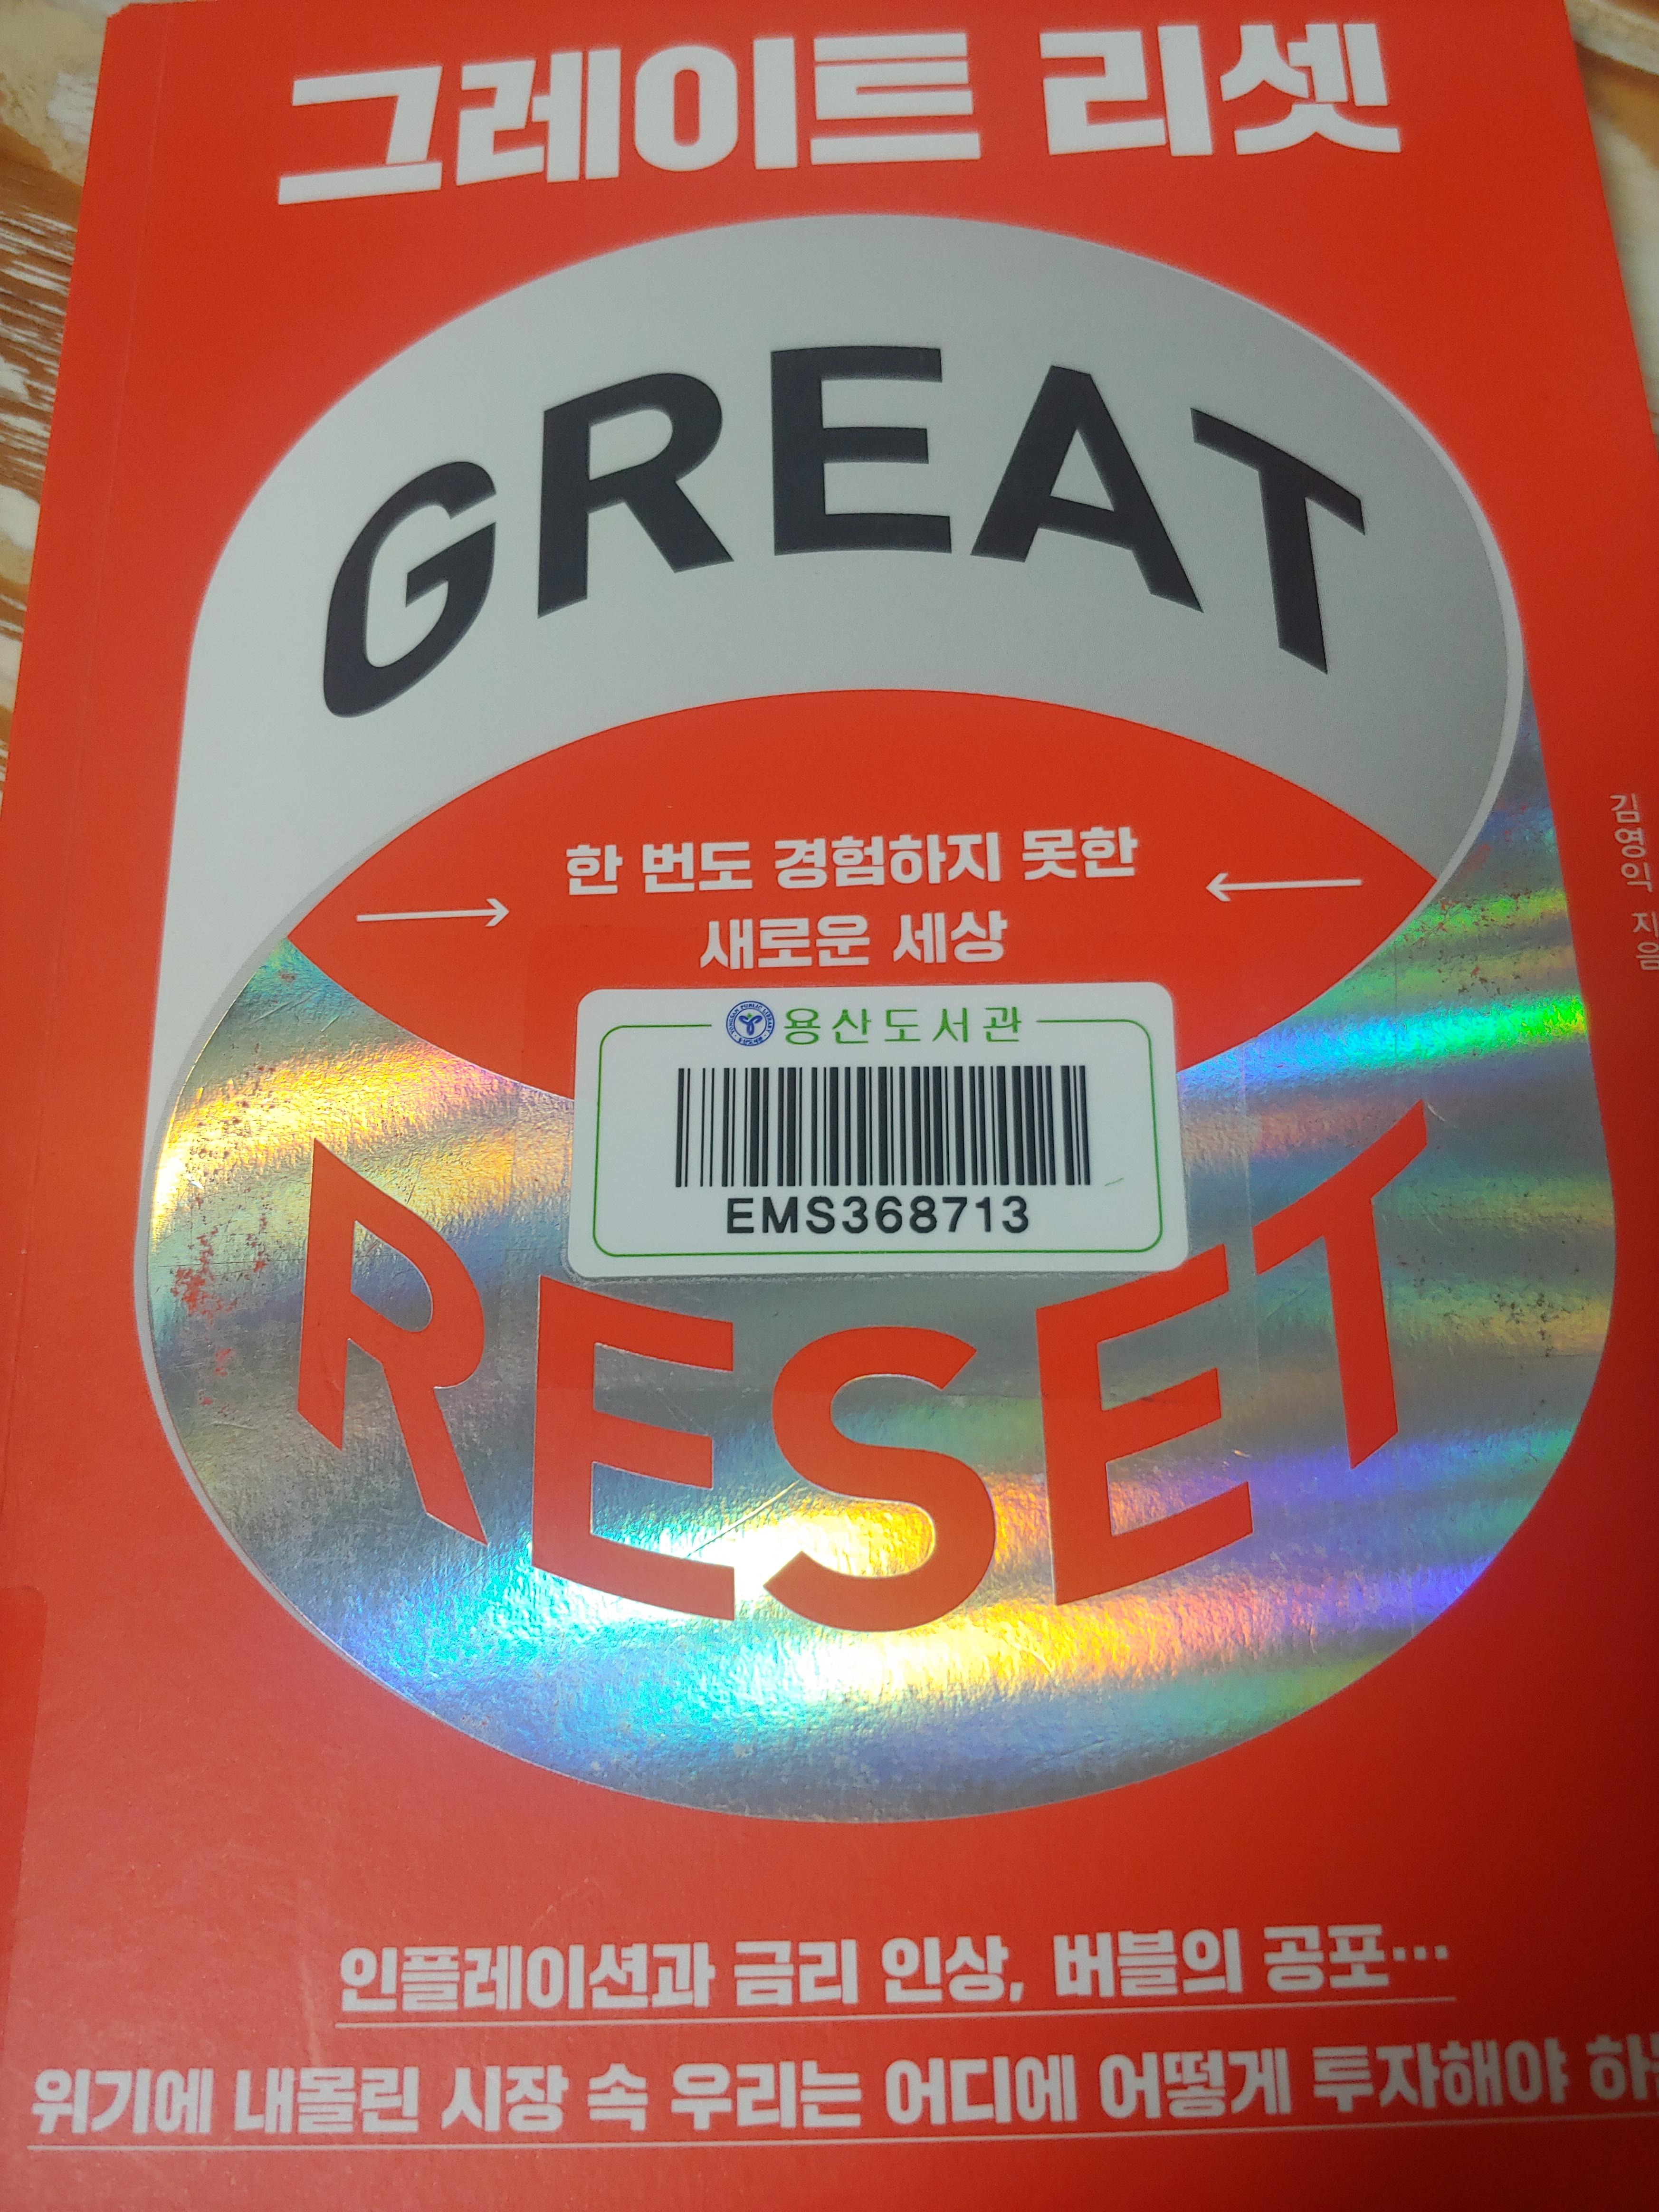 그레이트 리셋
GREAT
한 번도 경험하지 못한
새로운 세상
김영익 지음
용산도서관
EMS368713
RESET
인플레이션과 금리 인상, 버블의 공포…
위기에 내몰린 시장 속 우리는 어디에 어떻게 투자해야